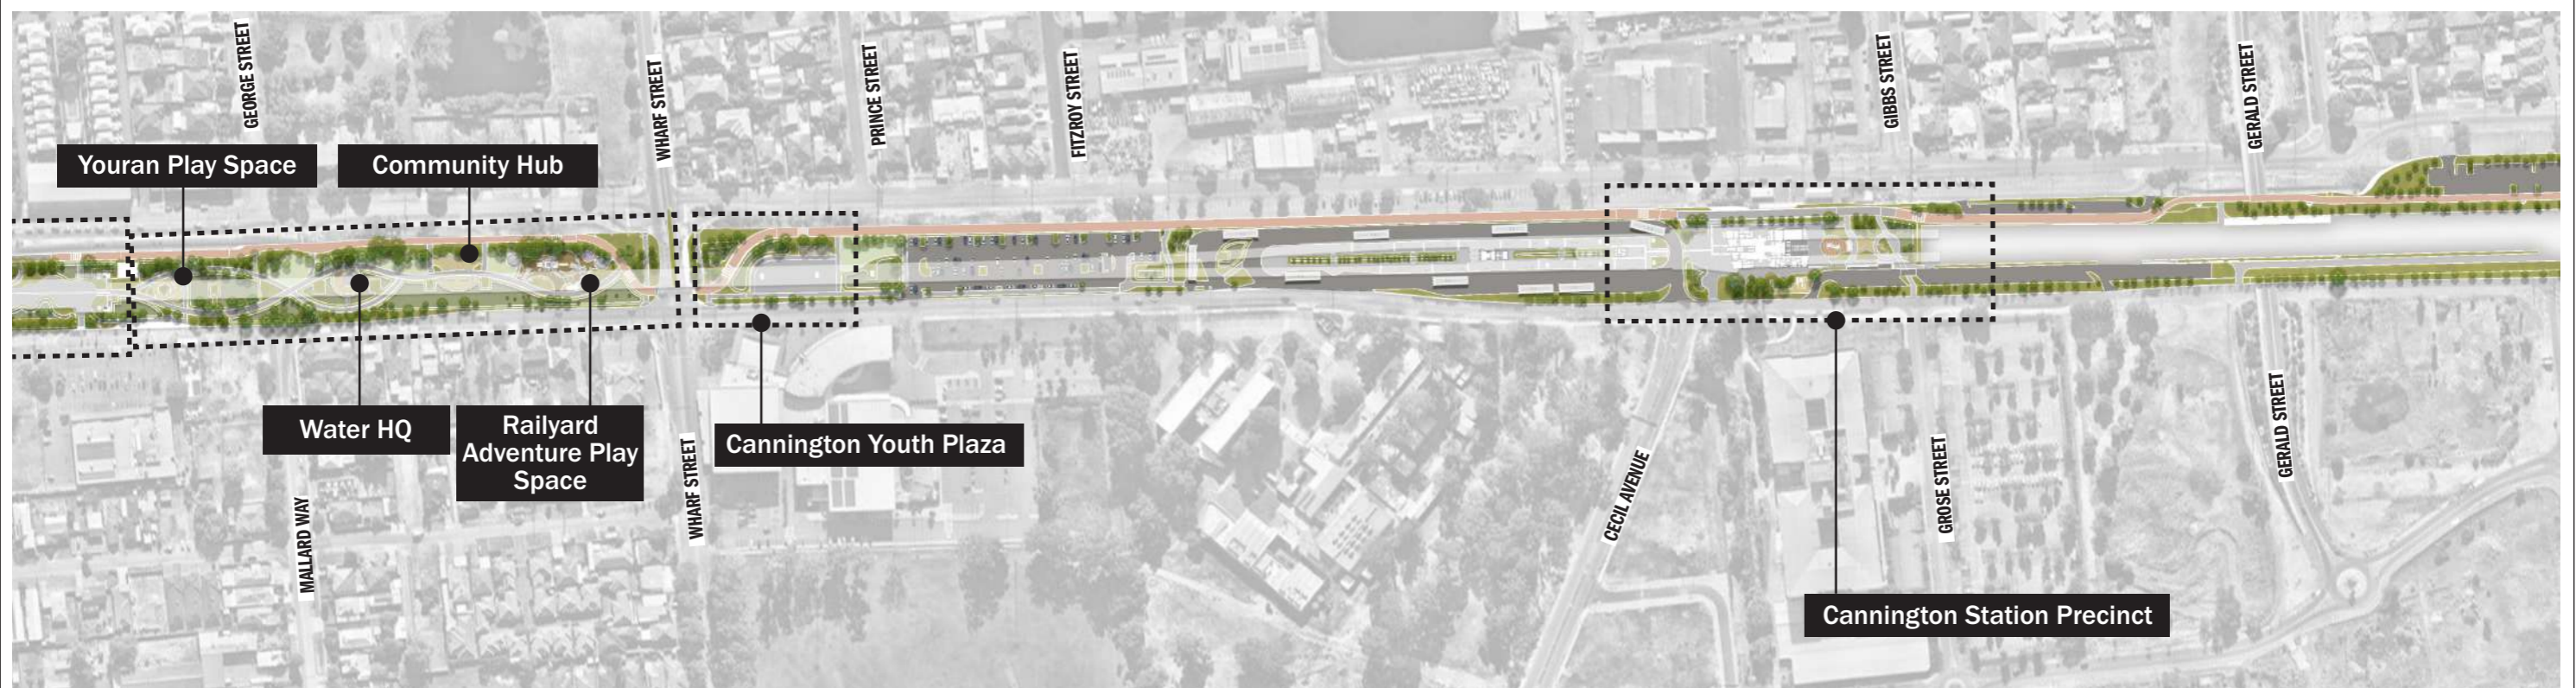 GEORGE STREET
WHARF STREET
PRINCE STREET
FITZROY STREET
GIBBS STREET
GERALD STREET
Youran Play Space
Community Hub
Water HQ
Railyard
Adventure Play
Space
Cannington Youth Plaza
Cannington Station Precinct
MALLARD WAY
WHARF STREET
CECIL AVENUE
GROSE STREET
GERALD STREET